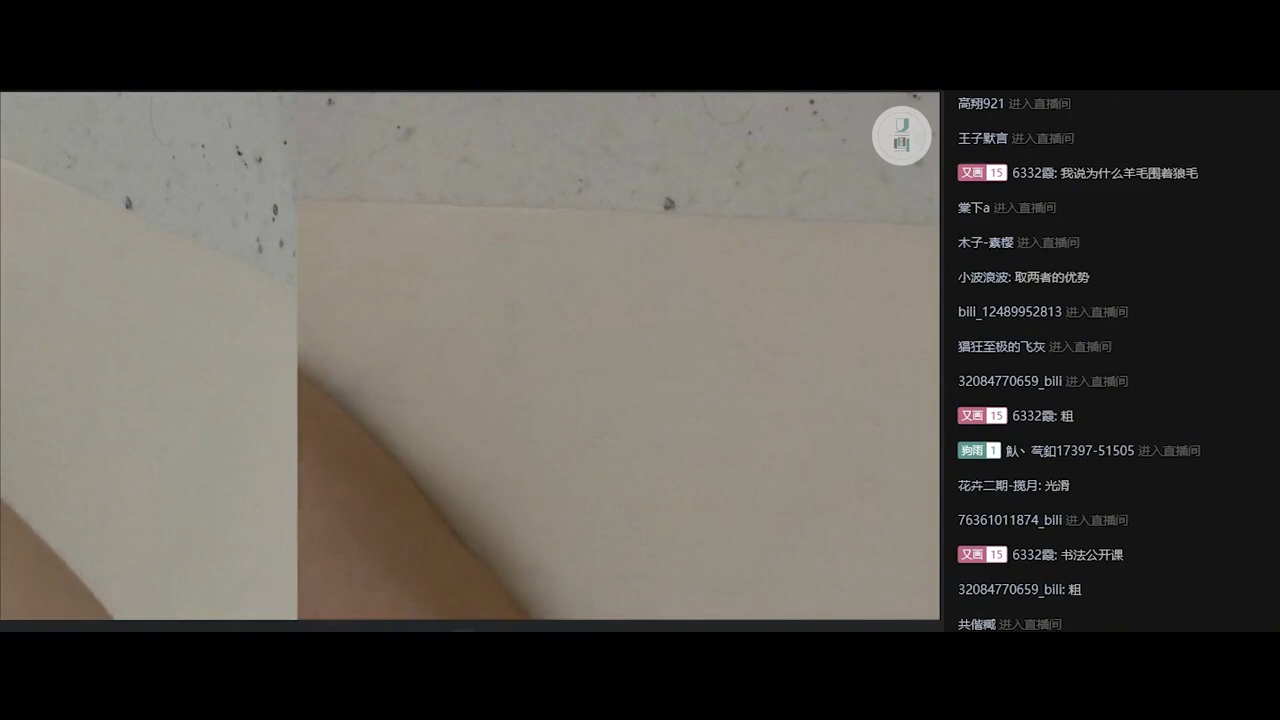 高翔921 进入直播间
王子默言 进入直播间
又画 15 6332霞: 我说为什么羊毛围着狼毛
棠下a 进入直播间
木子-素樱 进入直播间
小波浪波: 取两者的优势
bili_12489952813 进入直播间
猖狂至极的飞灰 进入直播间
32084770659_bili 进入直播间
又画 15 6332霞: 粗
狗雨 1 17397-51505 进入直播间
花卉二期-揽月: 光滑
76361011874_bili 进入直播间
又画 15 6332霞: 书法公开课
32084770659_bili: 粗
进入直播间